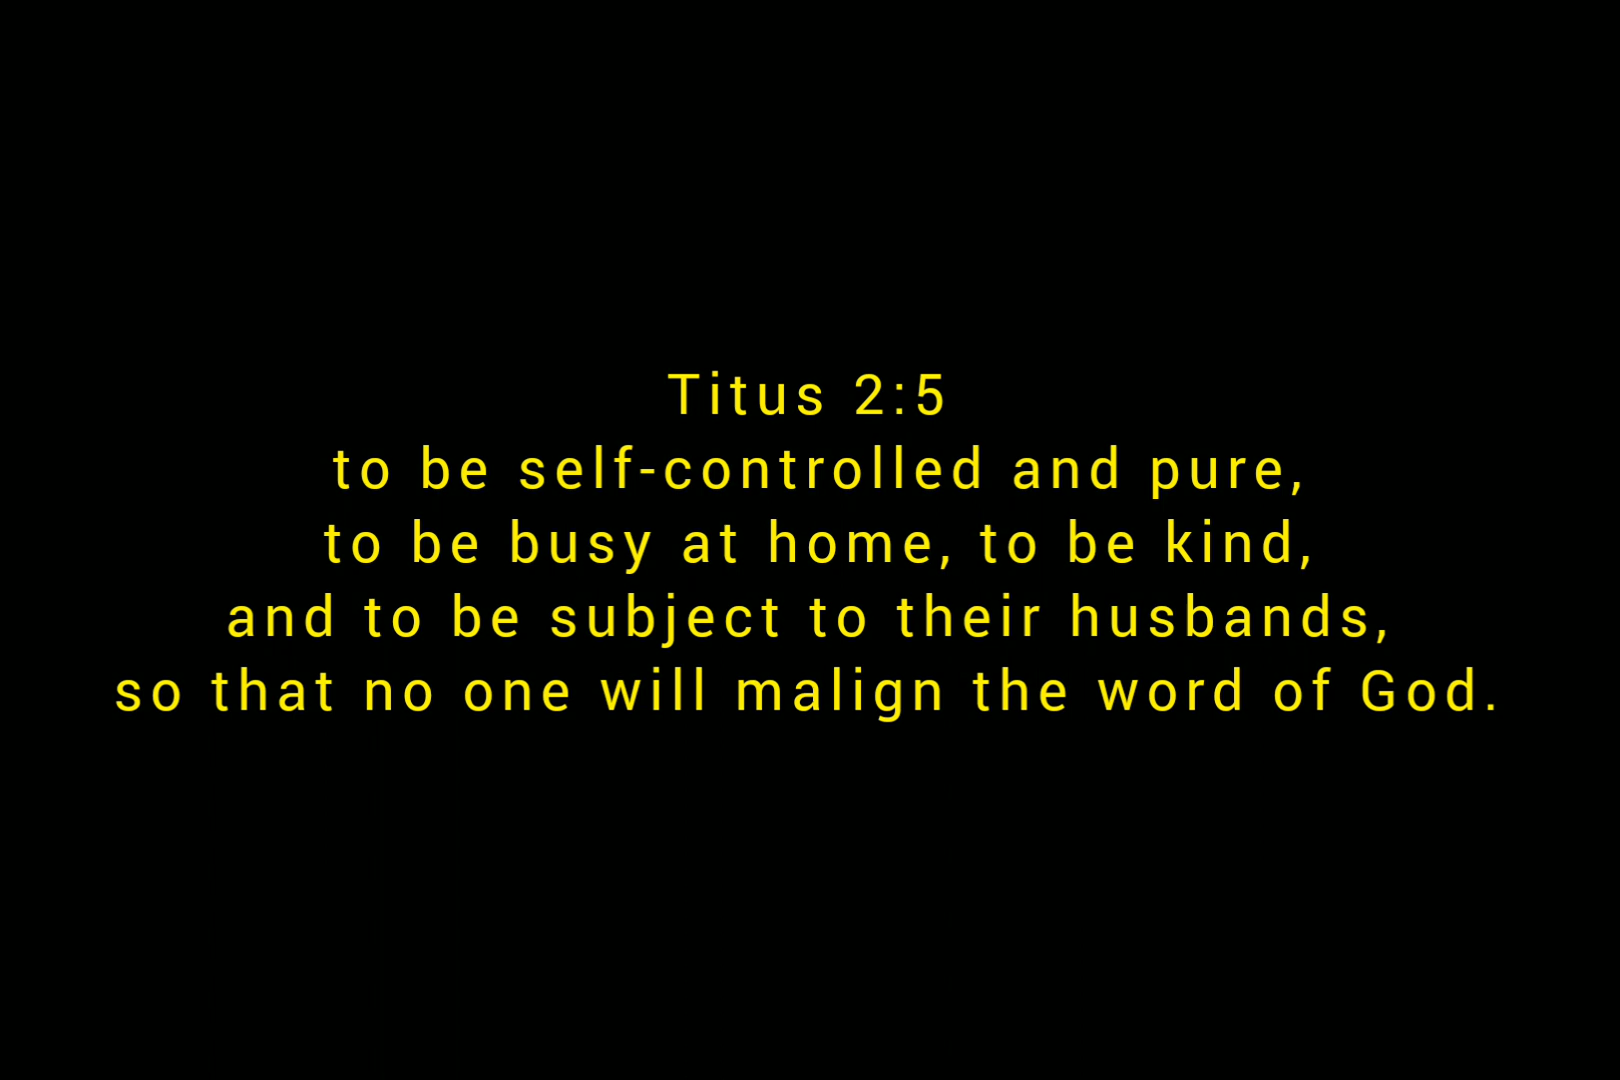 Titus 2:5
to be self-controlled and pure,
to be busy at home, to be kind,
and to be subject to their husbands,
so that no one will malign the word of God.